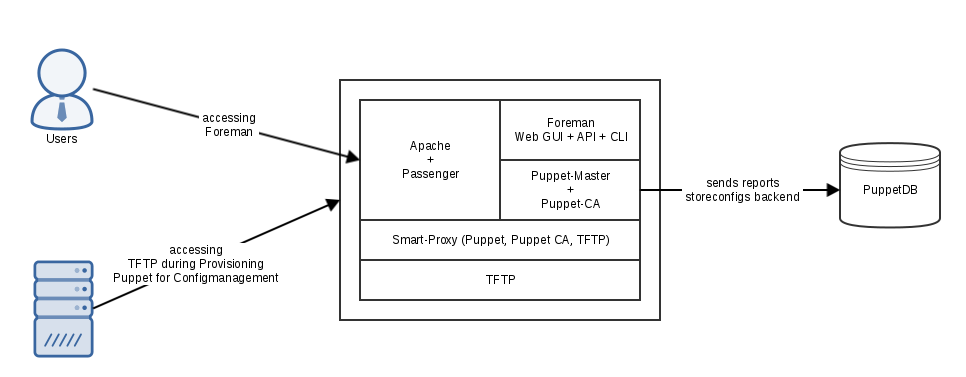 Users
accessing
Foreman
accessing
TFTP during Provisioning
Puppet for Configmanagement
Apache
+
Passenger
Foreman
Web GUI + API + CLI
Puppet-Master
+
Puppet-CA
Smart-Proxy (Puppet, Puppet CA, TFTP)
TFTP
sends reports
storeconfigs backend
PuppetDB